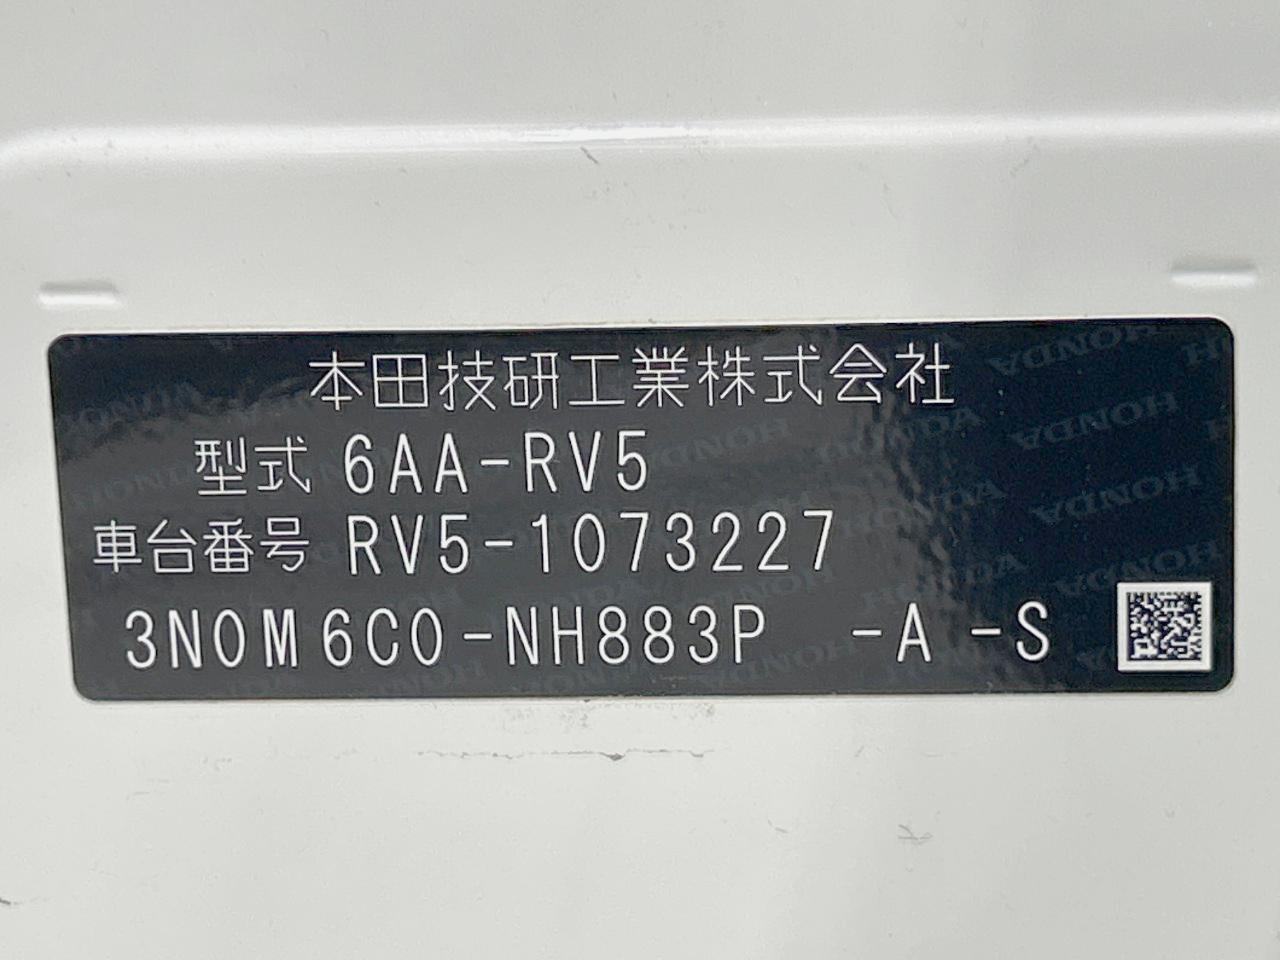 本田技研工業株式会社
型式 6AA-RV5
車台番号 RV5-1073227
3N0M6C0-NH883P -A -S